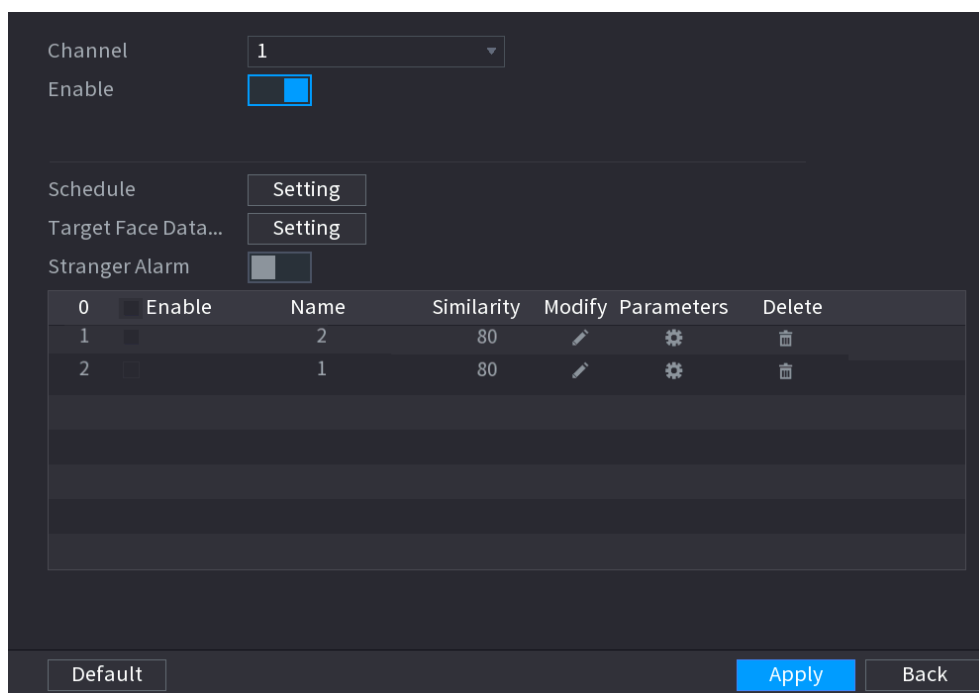 Channel 1
Enable
Schedule Setting
Target Face Data... Setting
Stranger Alarm
0 Enable Name Similarity Modify Parameters Delete
1 2 80
2 1 80
Default Apply Back